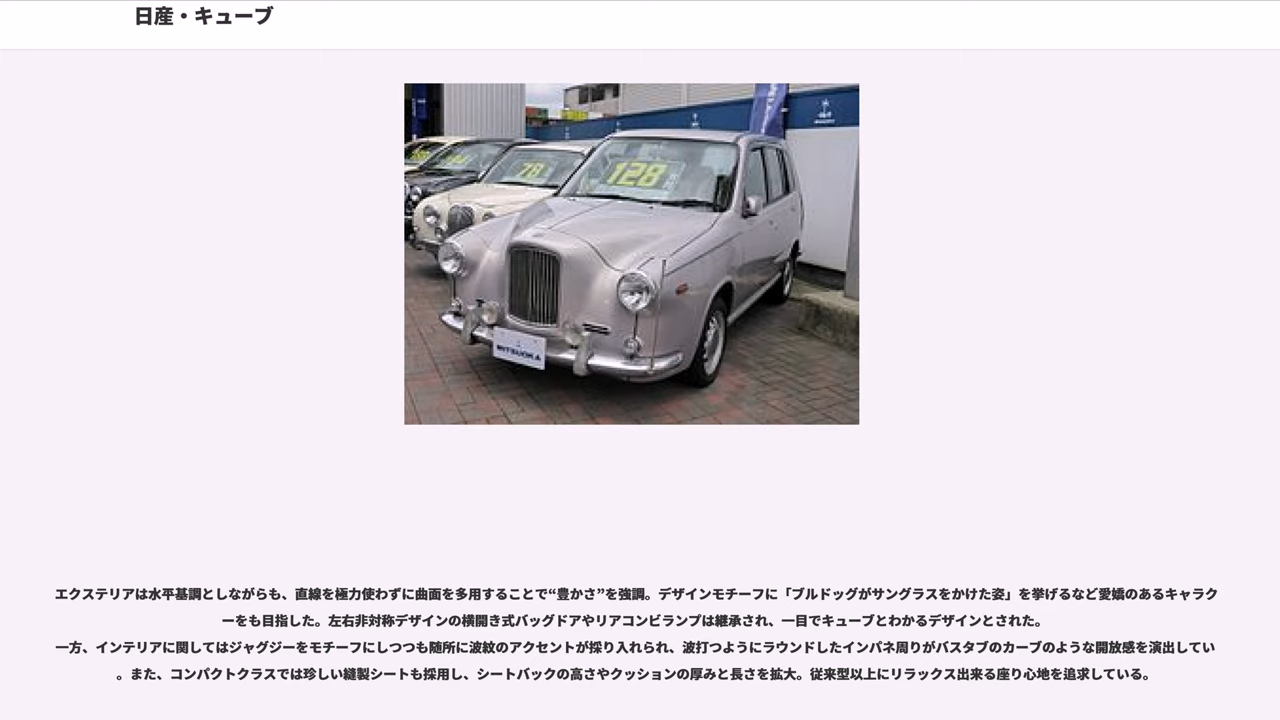 日産・キューブ
78
128
MITSUOKA
エクステリアは水平基調としながらも、直線を極力使わずに曲面を多用することで“豊かさ”を強調。デザインモチーフに「ブルドッグがサングラスをかけた姿」を挙げるなど愛嬌のあるキャラク
ーをも目指した。左右非対称デザインの横開き式バッグドアやリアコンビランプは継承され、一目でキューブとわかるデザインとされた。
一方、インテリアに関してはジャグジーをモチーフにしつつも随所に波紋のアクセントが採り入れられ、波打つようにラウンドしたインパネ周りがバスタブのカーブのような開放感を演出してい
。また、コンパクトクラスでは珍しい縫製シートも採用し、シートバックの高さやクッションの厚みと長さを拡大。従来型以上にリラックス出来る座り心地を追求している。